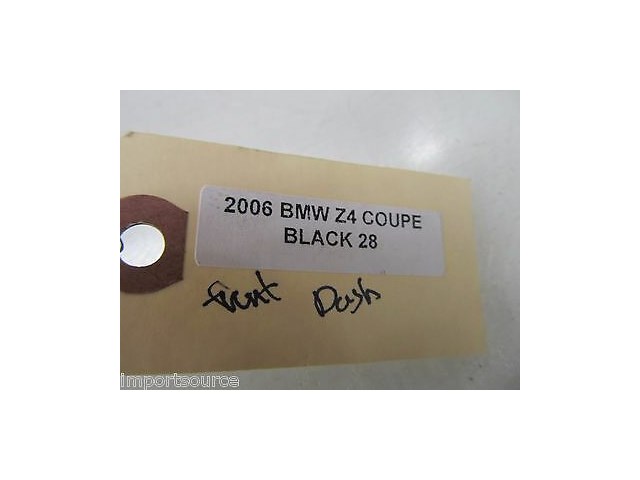 2006 BMW Z4 COUPE
BLACK 28
front Dash
importsource